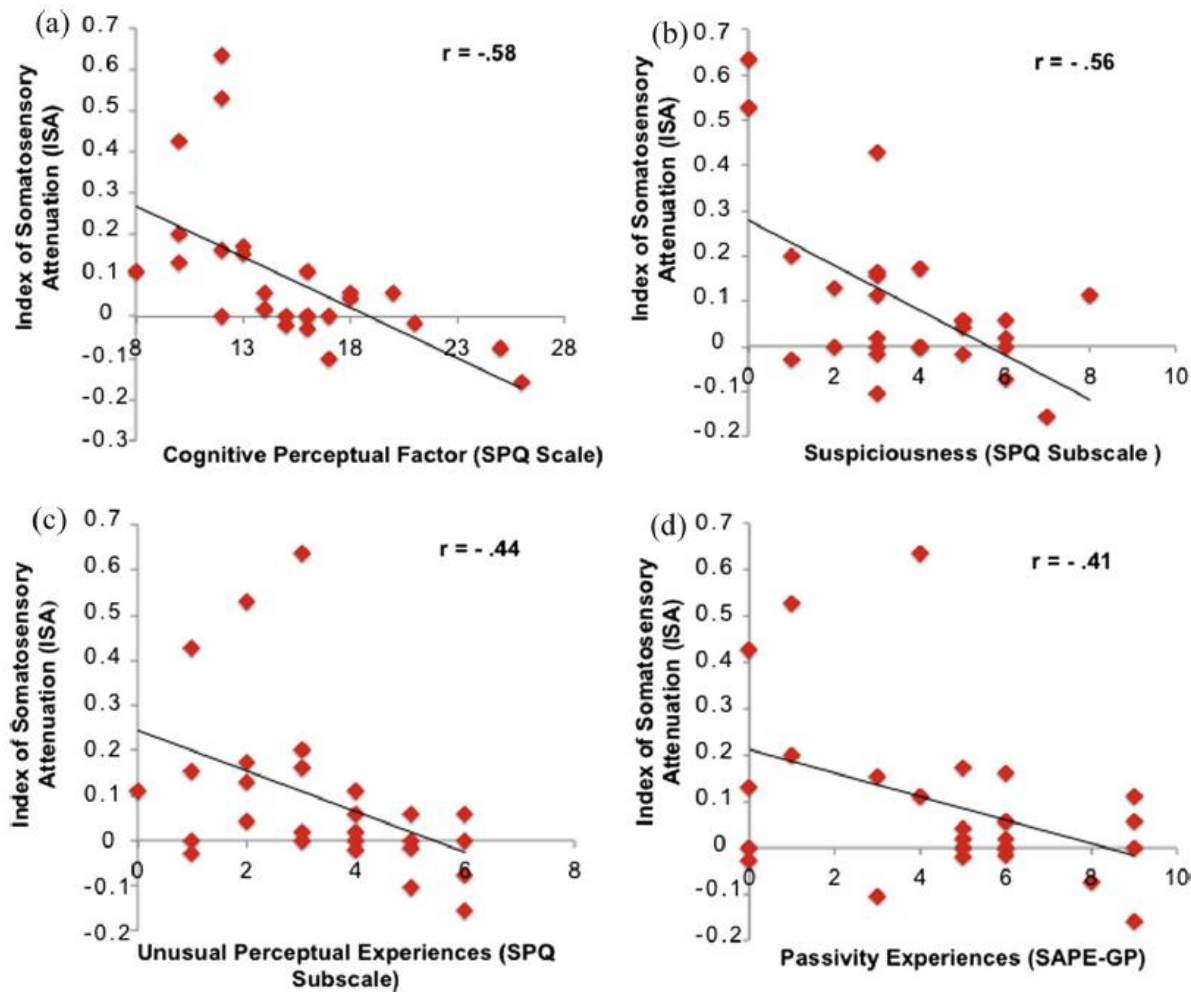 (a)
0.7
0.6
0.5
0.4
0.3
0.2
0.1
0
-0.1
-0.2
-0.3
Index of Somatosensory
Attenuation (ISA)
r = -.58
18 13 18 23 28
Cognitive Perceptual Factor (SPQ Scale)
(b)
0.7
0.6
0.5
0.4
0.3
0.2
0.1
0
-0.1
-0.2
Index of Somatosensory
Attenuation (ISA)
r = - .56
0 2 4 6 8 10
Suspiciousness (SPQ Subscale )
(c)
0.7
0.6
0.5
0.4
0.3
0.2
0.1
0
-0.1
-0.2
Index of Somatosensory
Attenuation (ISA)
r = - .44
0 2 4 6 8
Unusual Perceptual Experiences (SPQ
Subscale)
(d)
0.7
0.6
0.5
0.4
0.3
0.2
0.1
0
-0.1
-0.2
Index of Somatosensory
Attenuation (ISA)
r = - .41
0 2 4 6 8 10
Passivity Experiences (SAPE-GP)